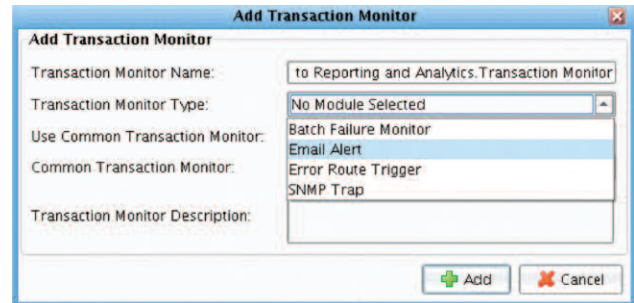 Add Transaction Monitor
Add Transaction Monitor
Transaction Monitor Name: to Reporting and Analytics.Transaction Monitor
Transaction Monitor Type: No Module Selected
Batch Failure Monitor
Use Common Transaction Monitor:
Email Alert
Common Transaction Monitor: Error Route Trigger
SNMP Trap
Transaction Monitor Description:
Add Cancel